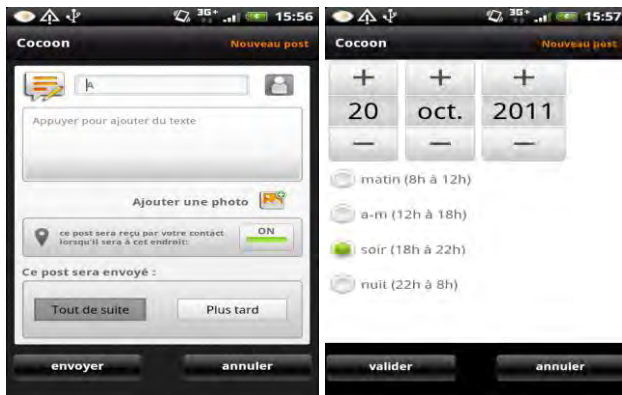 3G+ 15:56
Cocoon Nouveau post
A
Appuyer pour ajouter du texte
Ajouter une photo
ce post sera reçu par votre contact
lorsqu'il sera à cet endroit:
ON
Ce post sera envoyé :
Tout de suite Plus tard
envoyer annuler
3G+ 15:57
Cocoon Nouveau post
+ + +
20 oct. 2011
— — —
matin (8h à 12h)
a-m (12h à 18h)
soir (18h à 22h)
nuit (22h à 8h)
valider annuler